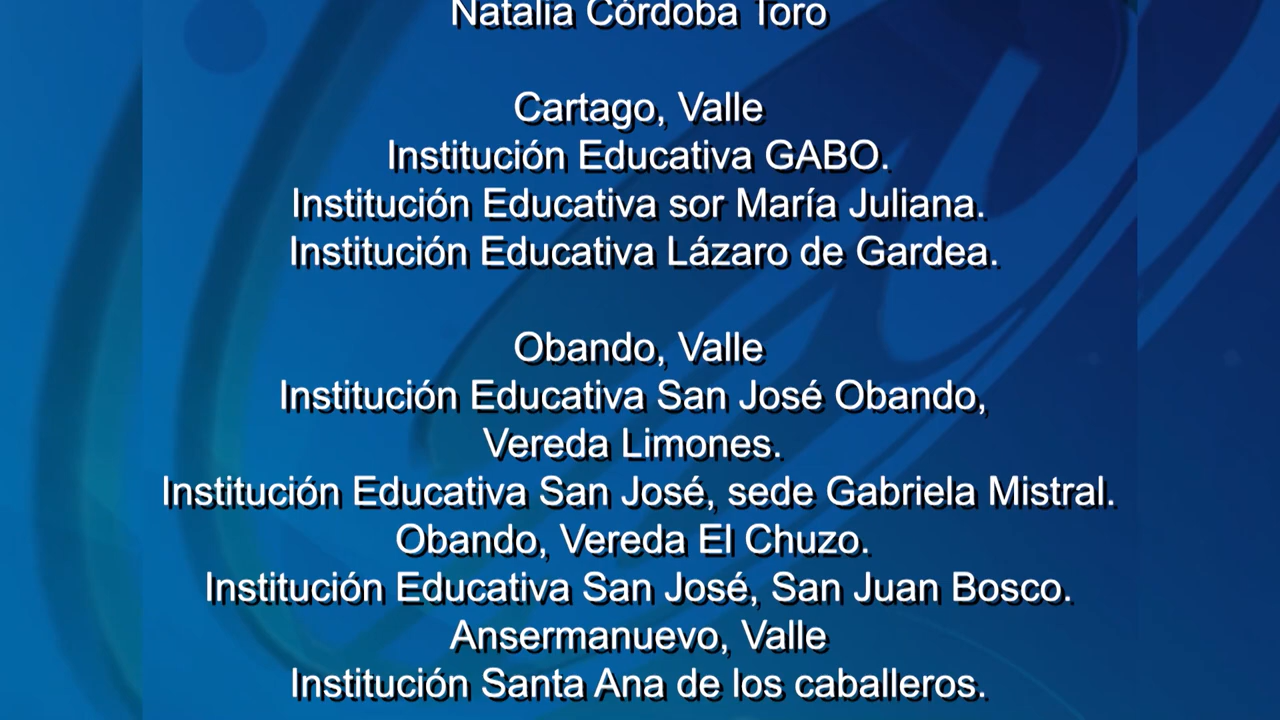 Natalia Córdoba Toro
Cartago, Valle
Institución Educativa GABO.
Institución Educativa sor María Juliana.
Institución Educativa Lázaro de Gardea.
Obando, Valle
Institución Educativa San José Obando,
Vereda Limones.
Institución Educativa San José, sede Gabriela Mistral.
Obando, Vereda El Chuzo.
Institución Educativa San José, San Juan Bosco.
Ansermanuevo, Valle
Institución Santa Ana de los caballeros.